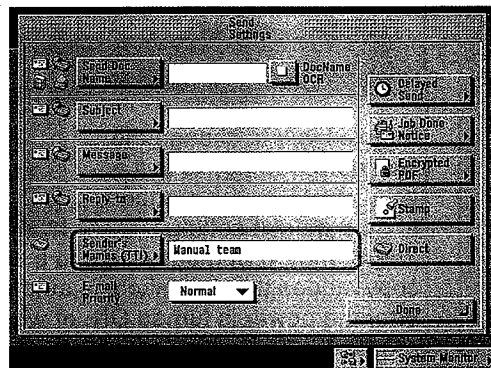 Send
Settings
Send Doc
Name
DocName
OCR
Subject
Message
Reply-to
Sender's
Names (TTI)
Manual team
E-mail
Priority
Normal
Delayed
Send
Job Done
Notice
Encrypted
PDF
Stamp
Direct
Done
System Monitor